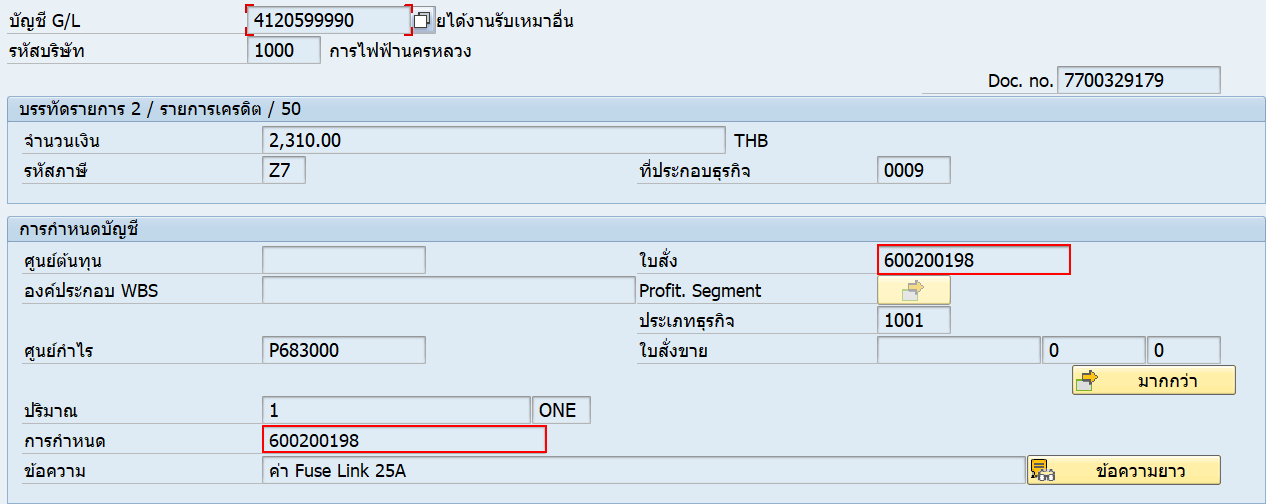 บัญชี G/L 4120599990 ยได้งานรับเหมาอื่น
รหัสบริษัท 1000 การไฟฟ้านครหลวง
Doc. no. 7700329179
บรรทัดรายการ 2 / รายการเครดิต / 50
จำนวนเงิน 2,310.00 THB
รหัสภาษี Z7 ที่ประกอบธุรกิจ 0009
การกำหนดบัญชี
ศูนย์ต้นทุน ใบสั่ง 600200198
องค์ประกอบ WBS Profit. Segment
ประเภทธุรกิจ 1001
ศูนย์กำไร P683000 ใบสั่งขาย 0 0
มากกว่า
ปริมาณ 1 ONE
การกำหนด 600200198
ข้อความ ค่า Fuse Link 25A ข้อความยาว